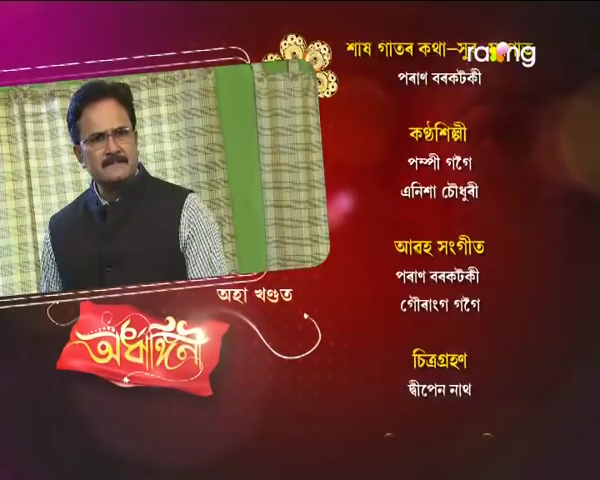 শাষ গাতৰ কথা-সুৰ
rang
পৰাণ বৰকটকী
কণ্ঠশিল্পী
পম্পী গগৈ
এনিশা চৌধুৰী
আৱহ সংগীত
পৰাণ বৰকটকী
গৌৰাংগ গগৈ
চিত্ৰগ্ৰহণ
দ্বীপেন নাথ
অহা খণ্ডত
অৰ্ধাঙ্গিনী